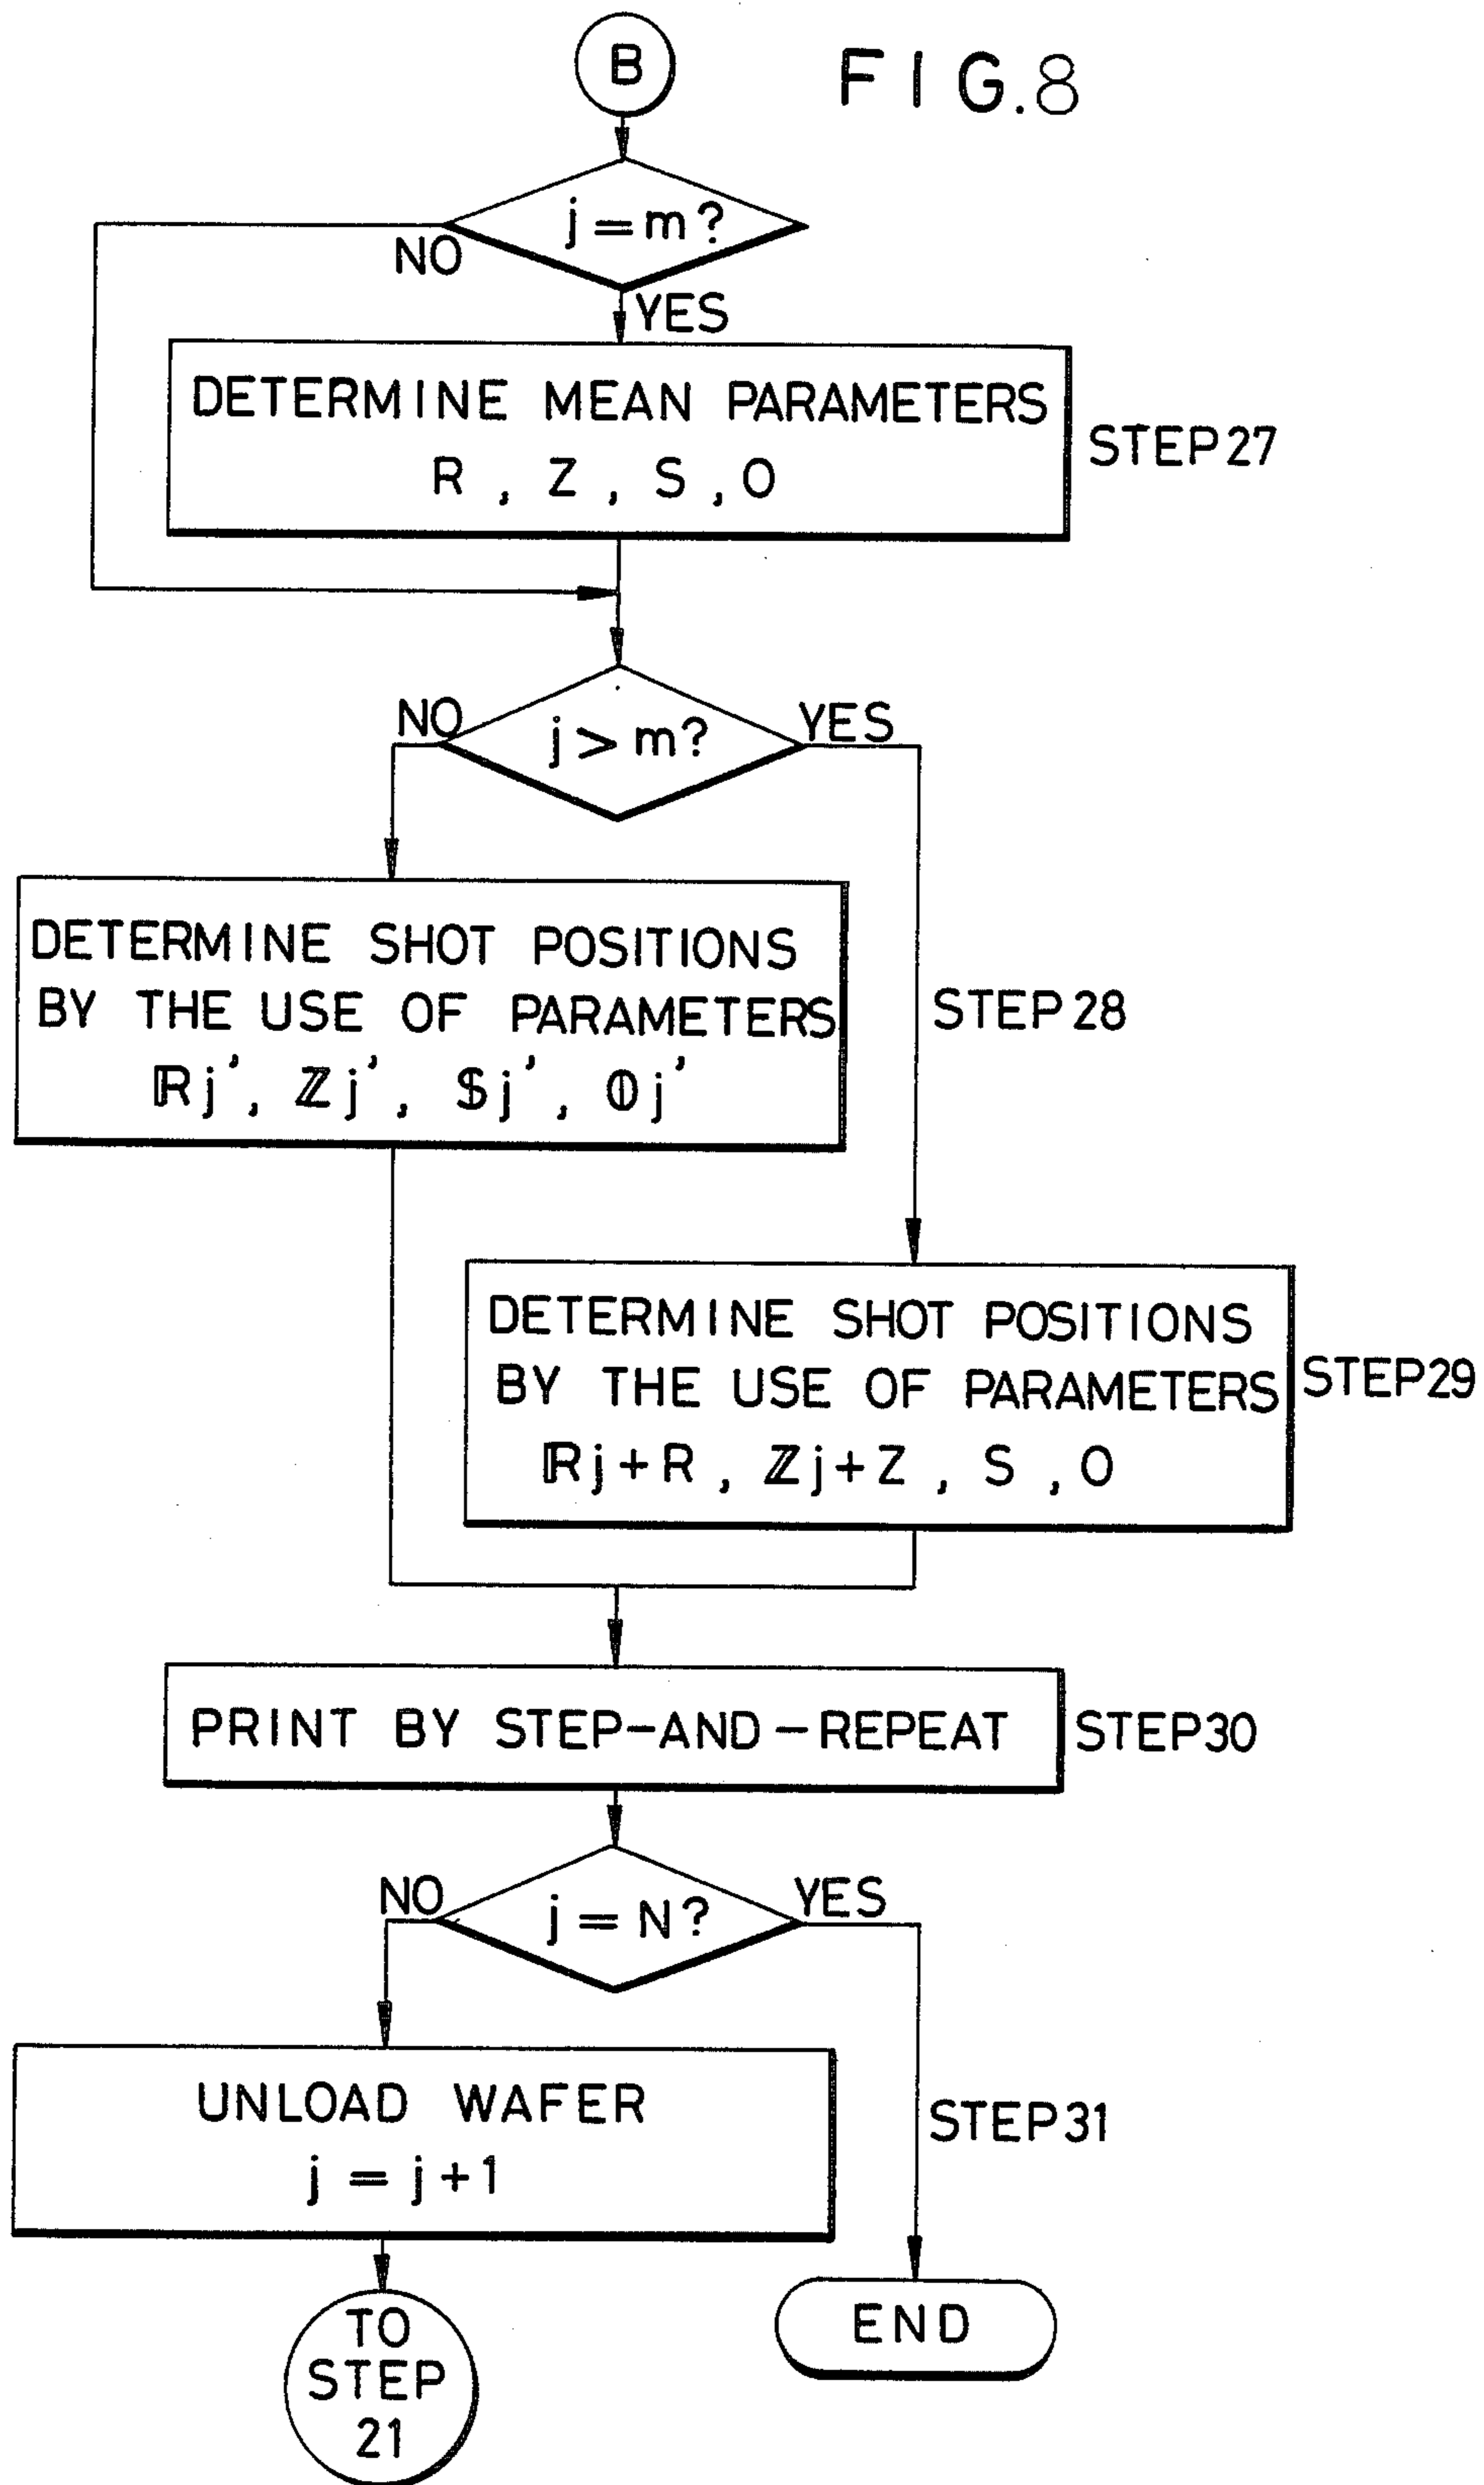 B
FIG.8
j=m?
NO
YES
DETERMINE MEAN PARAMETERS
R , Z , S , O
STEP27
NO
j>m?
YES
DETERMINE SHOT POSITIONS
BY THE USE OF PARAMETERS
ℝj', ℤj', 𝕊j', 𝕆j'
STEP28
DETERMINE SHOT POSITIONS
BY THE USE OF PARAMETERS
ℝj+R , ℤj+Z , S , O
STEP29
PRINT BY STEP-AND-REPEAT
STEP30
NO
j=N?
YES
UNLOAD WAFER
j = j+1
STEP31
TO
STEP
21
END